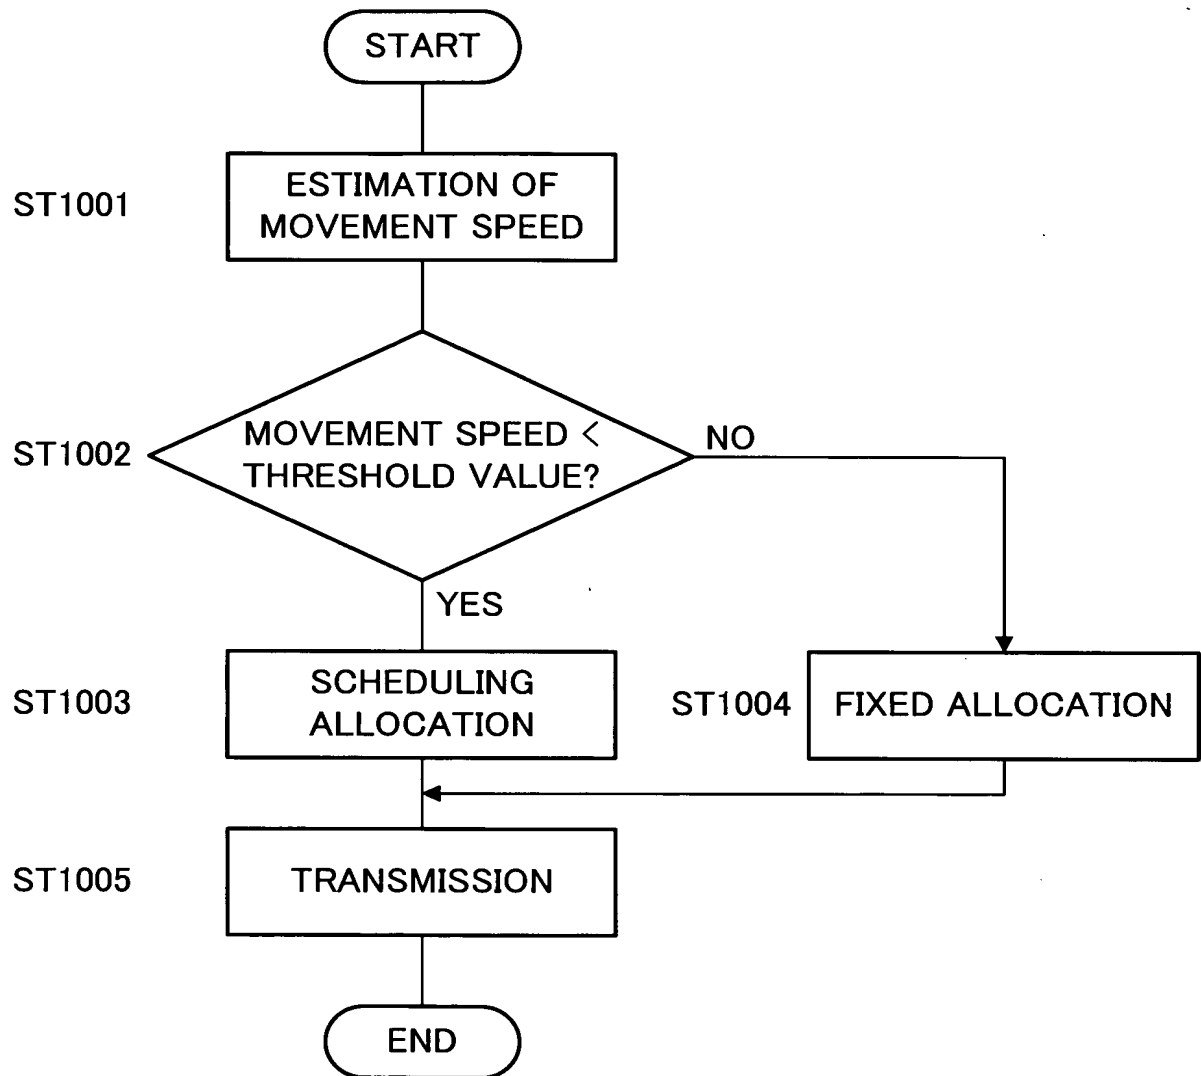 START
ST1001
ESTIMATION OF
MOVEMENT SPEED
ST1002
MOVEMENT SPEED <
THRESHOLD VALUE?
NO
YES
ST1003
SCHEDULING
ALLOCATION
ST1004
FIXED ALLOCATION
ST1005
TRANSMISSION
END